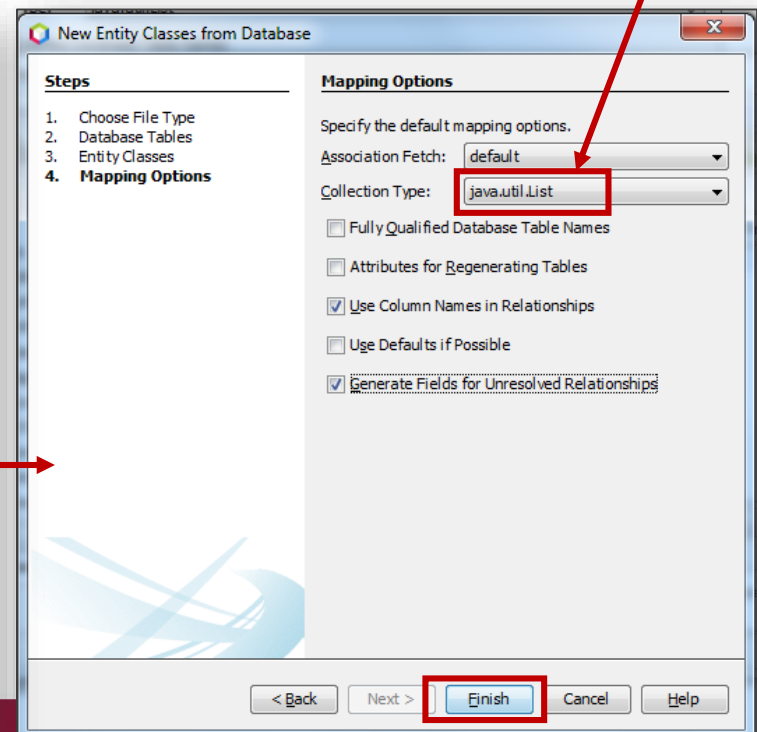 New Entity Classes from Database
Steps
1. Choose File Type
2. Database Tables
3. Entity Classes
4. Mapping Options
Mapping Options
Specify the default mapping options.
Association Fetch: default
Collection Type: java.util.List
Fully Qualified Database Table Names
Attributes for Regenerating Tables
Use Column Names in Relationships
Use Defaults if Possible
Generate Fields for Unresolved Relationships
< Back Next > Finish Cancel Help